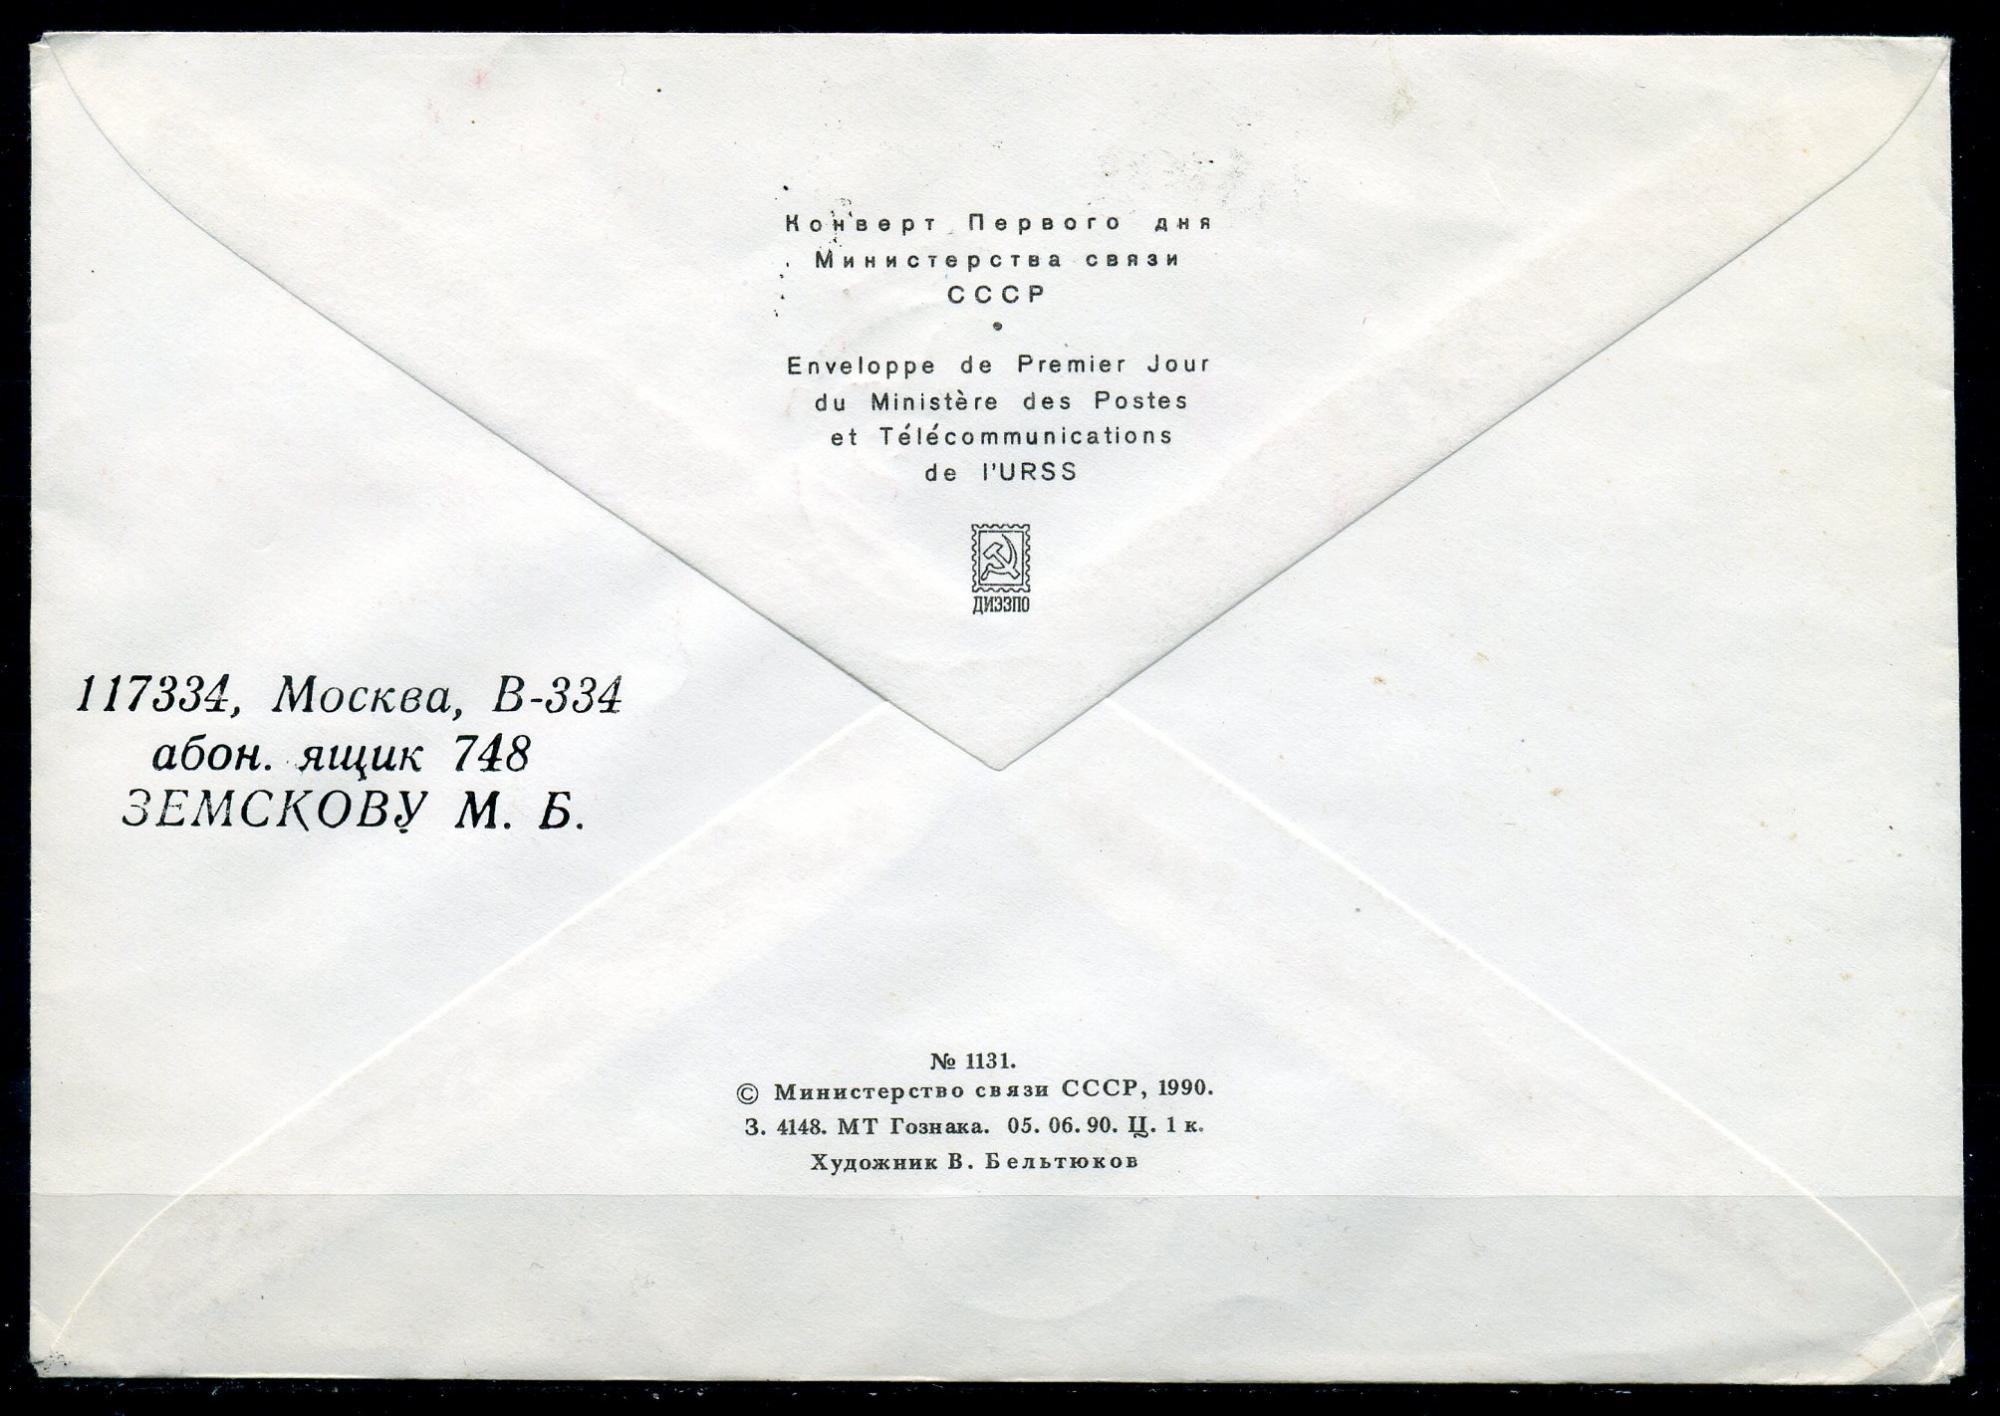 Конверт Первого дня
Министерства связи
СССР
•
Enveloppe de Premier Jour
du Ministère des Postes
et Télécommunications
de l'URSS
ДИЭЗПО
117334, Москва, В-334
абон. ящик 748
ЗЕМСКОВУ М. Б.
№ 1131.
© Министерство связи СССР, 1990.
З. 4148. МТ Гознака. 05. 06. 90. Ц. 1 к.
Художник В. Бельтюков